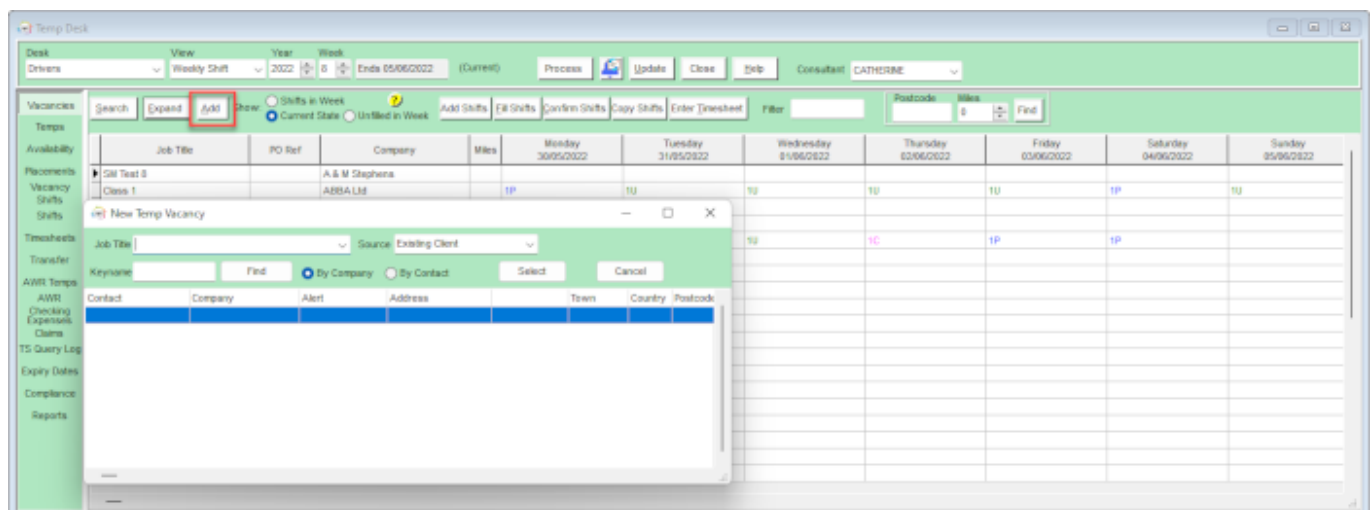 Temp Desk
Desk View Year Week
Drivers Weekly Shift 2022 8 Ends 05/06/2022 (Current) Process Update Close Help Consultant CATHERINE
Vacancies Search Expand Add Show: Shifts in Week Current State Unfilled in Week Add Shifts Fill Shifts Confirm Shifts Copy Shifts Enter Timesheet Filter Postcode Miles 0 Find
Temps
Availability
Placements
Vacancy Shifts
Shifts
Timesheets
Transfer
AWR Temps
AWR Checking
Expenses Claims
TS Query Log
Expiry Dates
Compliance
Reports
Job Title PO Ref Company Miles Monday 30/05/2022 Tuesday 31/05/2022 Wednesday 01/06/2022 Thursday 02/06/2022 Friday 03/06/2022 Saturday 04/06/2022 Sunday 05/06/2022
SM Test 8 A & M Stephens
Class 1 ABBA Ltd 1P 1U 1U 1U 1U 1P 1U
1U 1C 1P 1P
New Temp Vacancy
Job Title Source Existing Client
Keyname Find By Company By Contact Select Cancel
Contact Company Alert Address Town Country Postcode